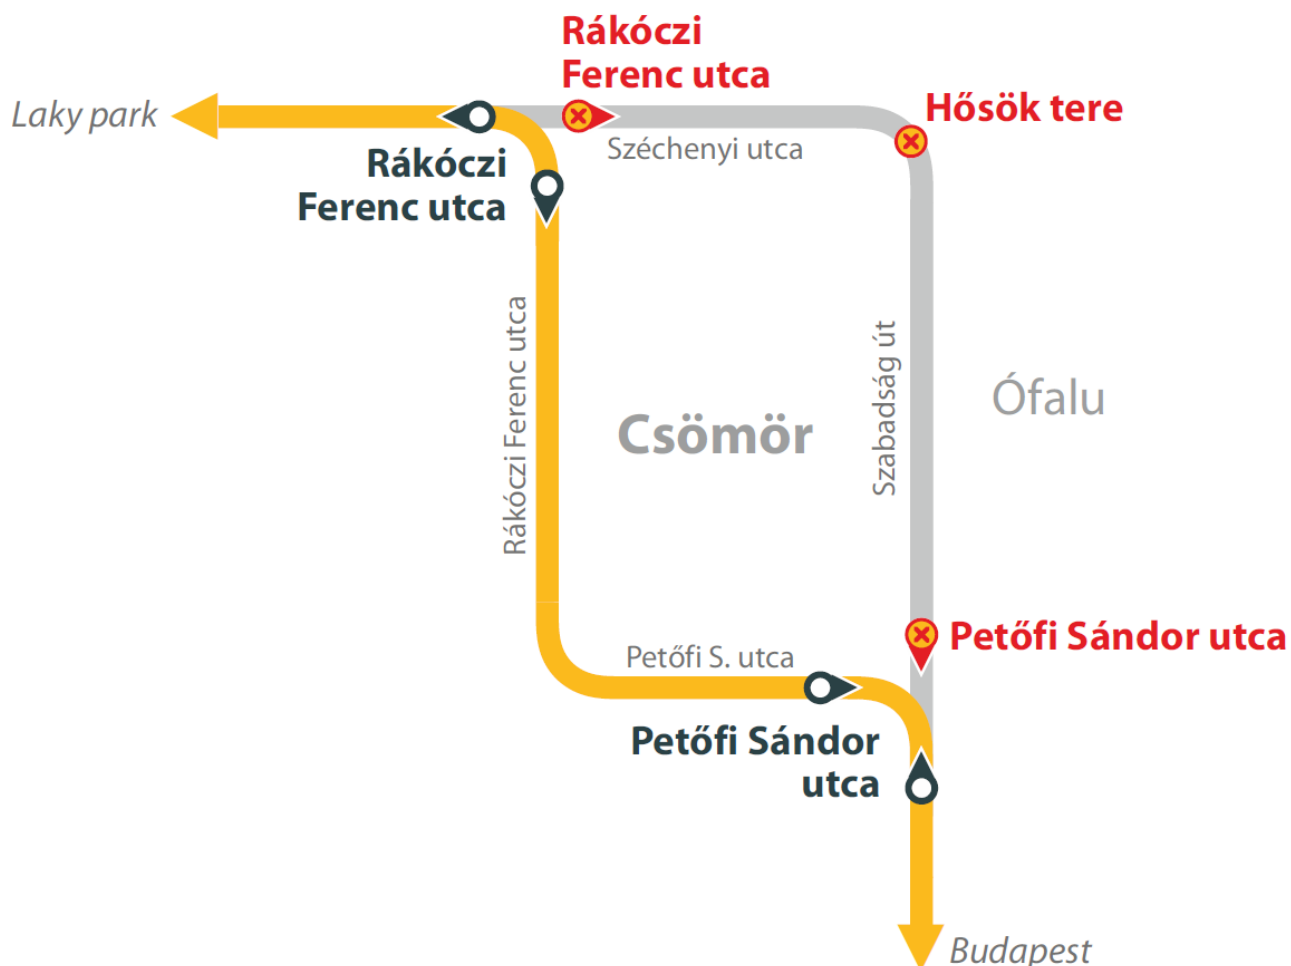 Rákóczi
Ferenc utca
Hősök tere
Laky park
Széchenyi utca
Rákóczi
Ferenc utca
Rákóczi Ferenc utca
Szabadság út
Ófalu
Csömör
Petőfi Sándor utca
Petőfi S. utca
Petőfi Sándor
utca
Budapest